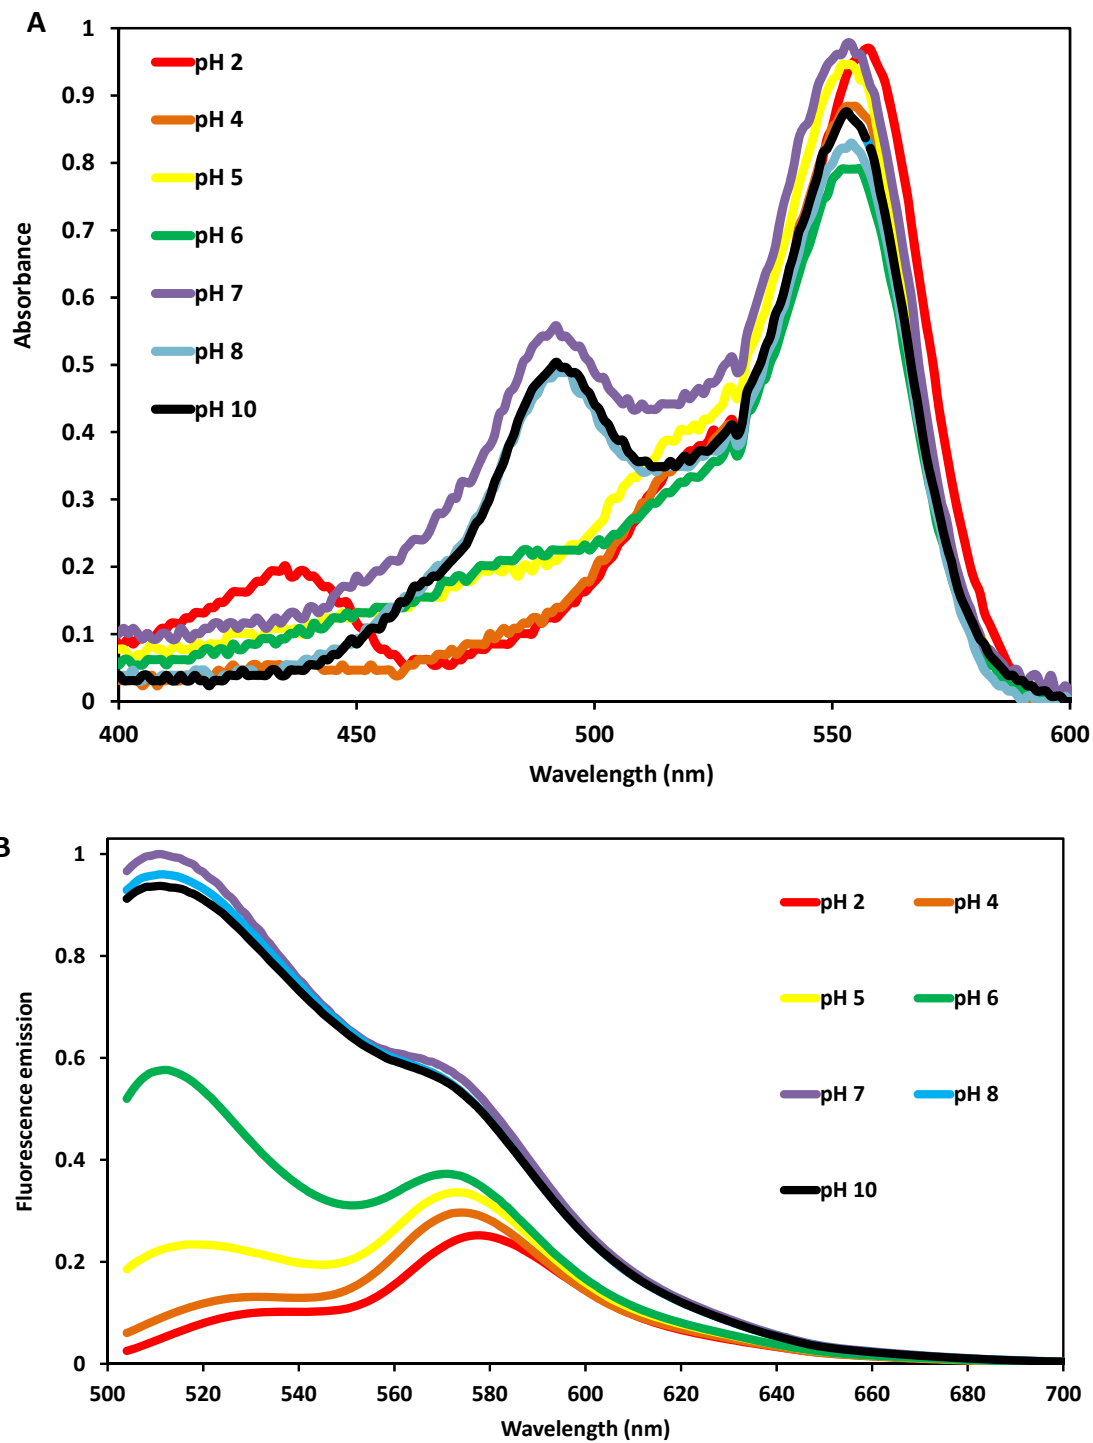 A
1
0.9
0.8
0.7
0.6
0.5
0.4
0.3
0.2
0.1
0
Absorbance
pH 2
pH 4
pH 5
pH 6
pH 7
pH 8
pH 10
400 450 500 550 600
Wavelength (nm)
B
1
0.8
0.6
0.4
0.2
0
Fluorescence emission
pH 2 pH 4
pH 5 pH 6
pH 7 pH 8
pH 10
500 520 540 560 580 600 620 640 660 680 700
Wavelength (nm)